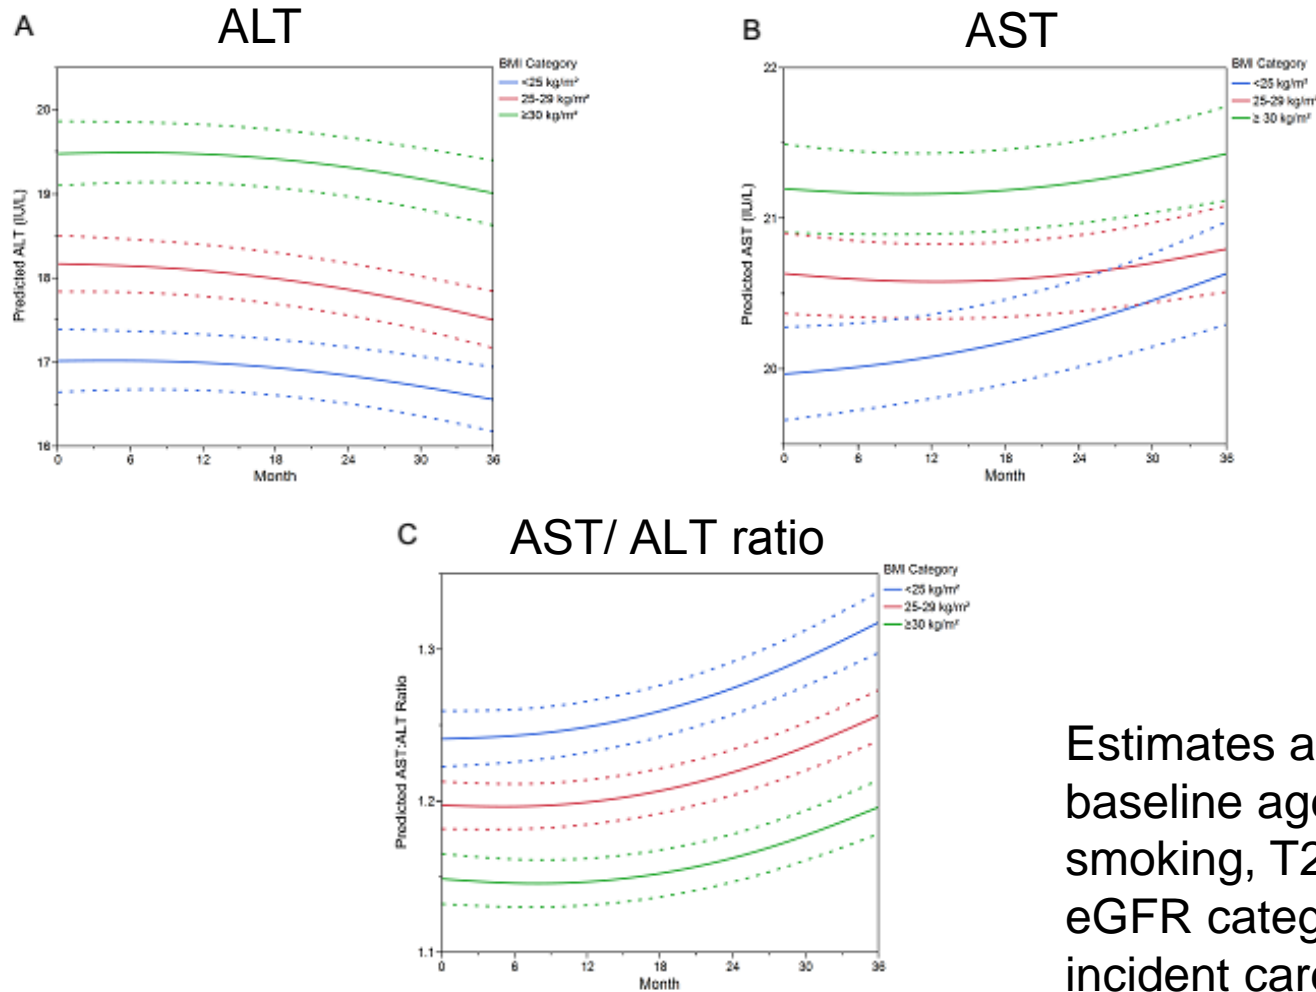 A
ALT
BMI Category
<25 kg/m²
25-29 kg/m²
≥30 kg/m²
20
19
18
17
16
Predicted ALT (IU/L)
0 6 12 18 24 30 36
Month
B
AST
BMI Category
<25 kg/m²
25-29 kg/m²
≥ 30 kg/m²
22
21
20
Predicted AST (IU/L)
0 6 12 18 24 30 36
Month
C
AST/ ALT ratio
BMI Category
<25 kg/m²
25-29 kg/m²
≥30 kg/m²
1.3
1.2
1.1
Predicted AST:ALT Ratio
0 6 12 18 24 30 36
Month
Estimates a
baseline age
smoking, T2
eGFR categ
incident card